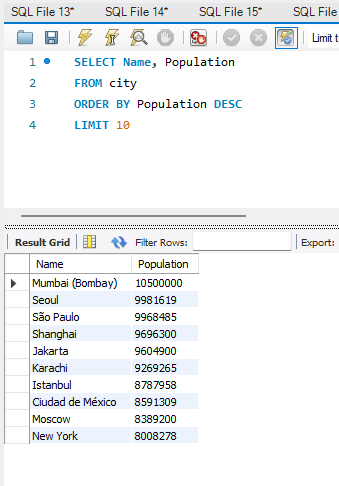 SQL File 13* SQL File 14* SQL File 15* SQL File
Limit to
1 SELECT Name, Population
2 FROM city
3 ORDER BY Population DESC
4 LIMIT 10
Result Grid Filter Rows: Export:
Name Population
Mumbai (Bombay) 10500000
Seoul 9981619
São Paulo 9968485
Shanghai 9696300
Jakarta 9604900
Karachi 9269265
Istanbul 8787958
Ciudad de México 8591309
Moscow 8389200
New York 8008278